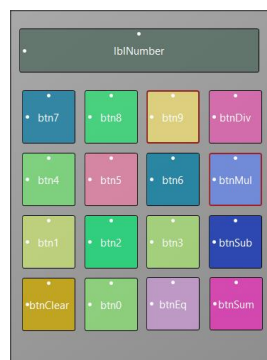 lblNumber
btn7 btn8 btn9 btnDiv
btn4 btn5 btn6 btnMul
btn1 btn2 btn3 btnSub
btnClear btn0 btnEq btnSum